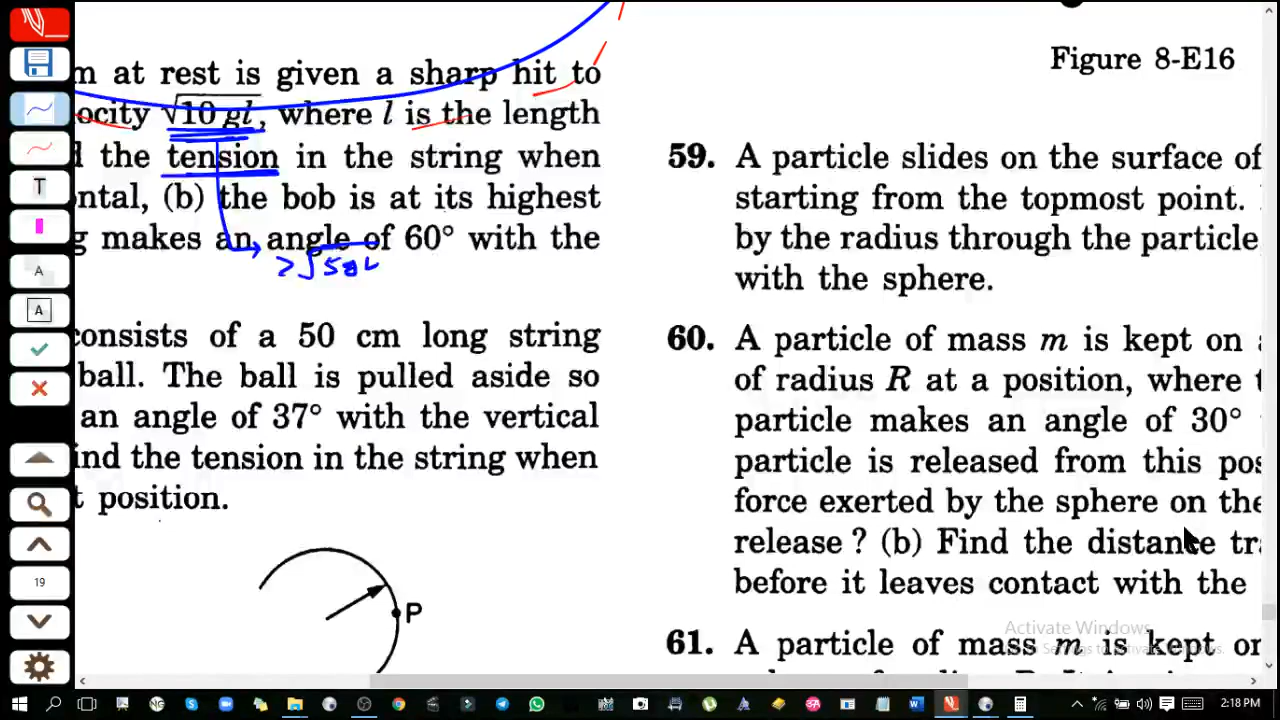 Figure 8-E16
m at rest is given a sharp hit to
ocity √10 gl, where l is the length
d the tension in the string when
ntal, (b) the bob is at its highest
g makes an angle of 60° with the
> √5gL
consists of a 50 cm long string
ball. The ball is pulled aside so
an angle of 37° with the vertical
ind the tension in the string when
t position.
P
59. A particle slides on the surface of
starting from the topmost point.
by the radius through the particle
with the sphere.
60. A particle of mass m is kept on a
of radius R at a position, where t
particle makes an angle of 30°
particle is released from this pos
force exerted by the sphere on the
release ? (b) Find the distance tra
before it leaves contact with the
61. A particle of mass m is kept on
T
A
A
19
Activate Windows
2:18 PM